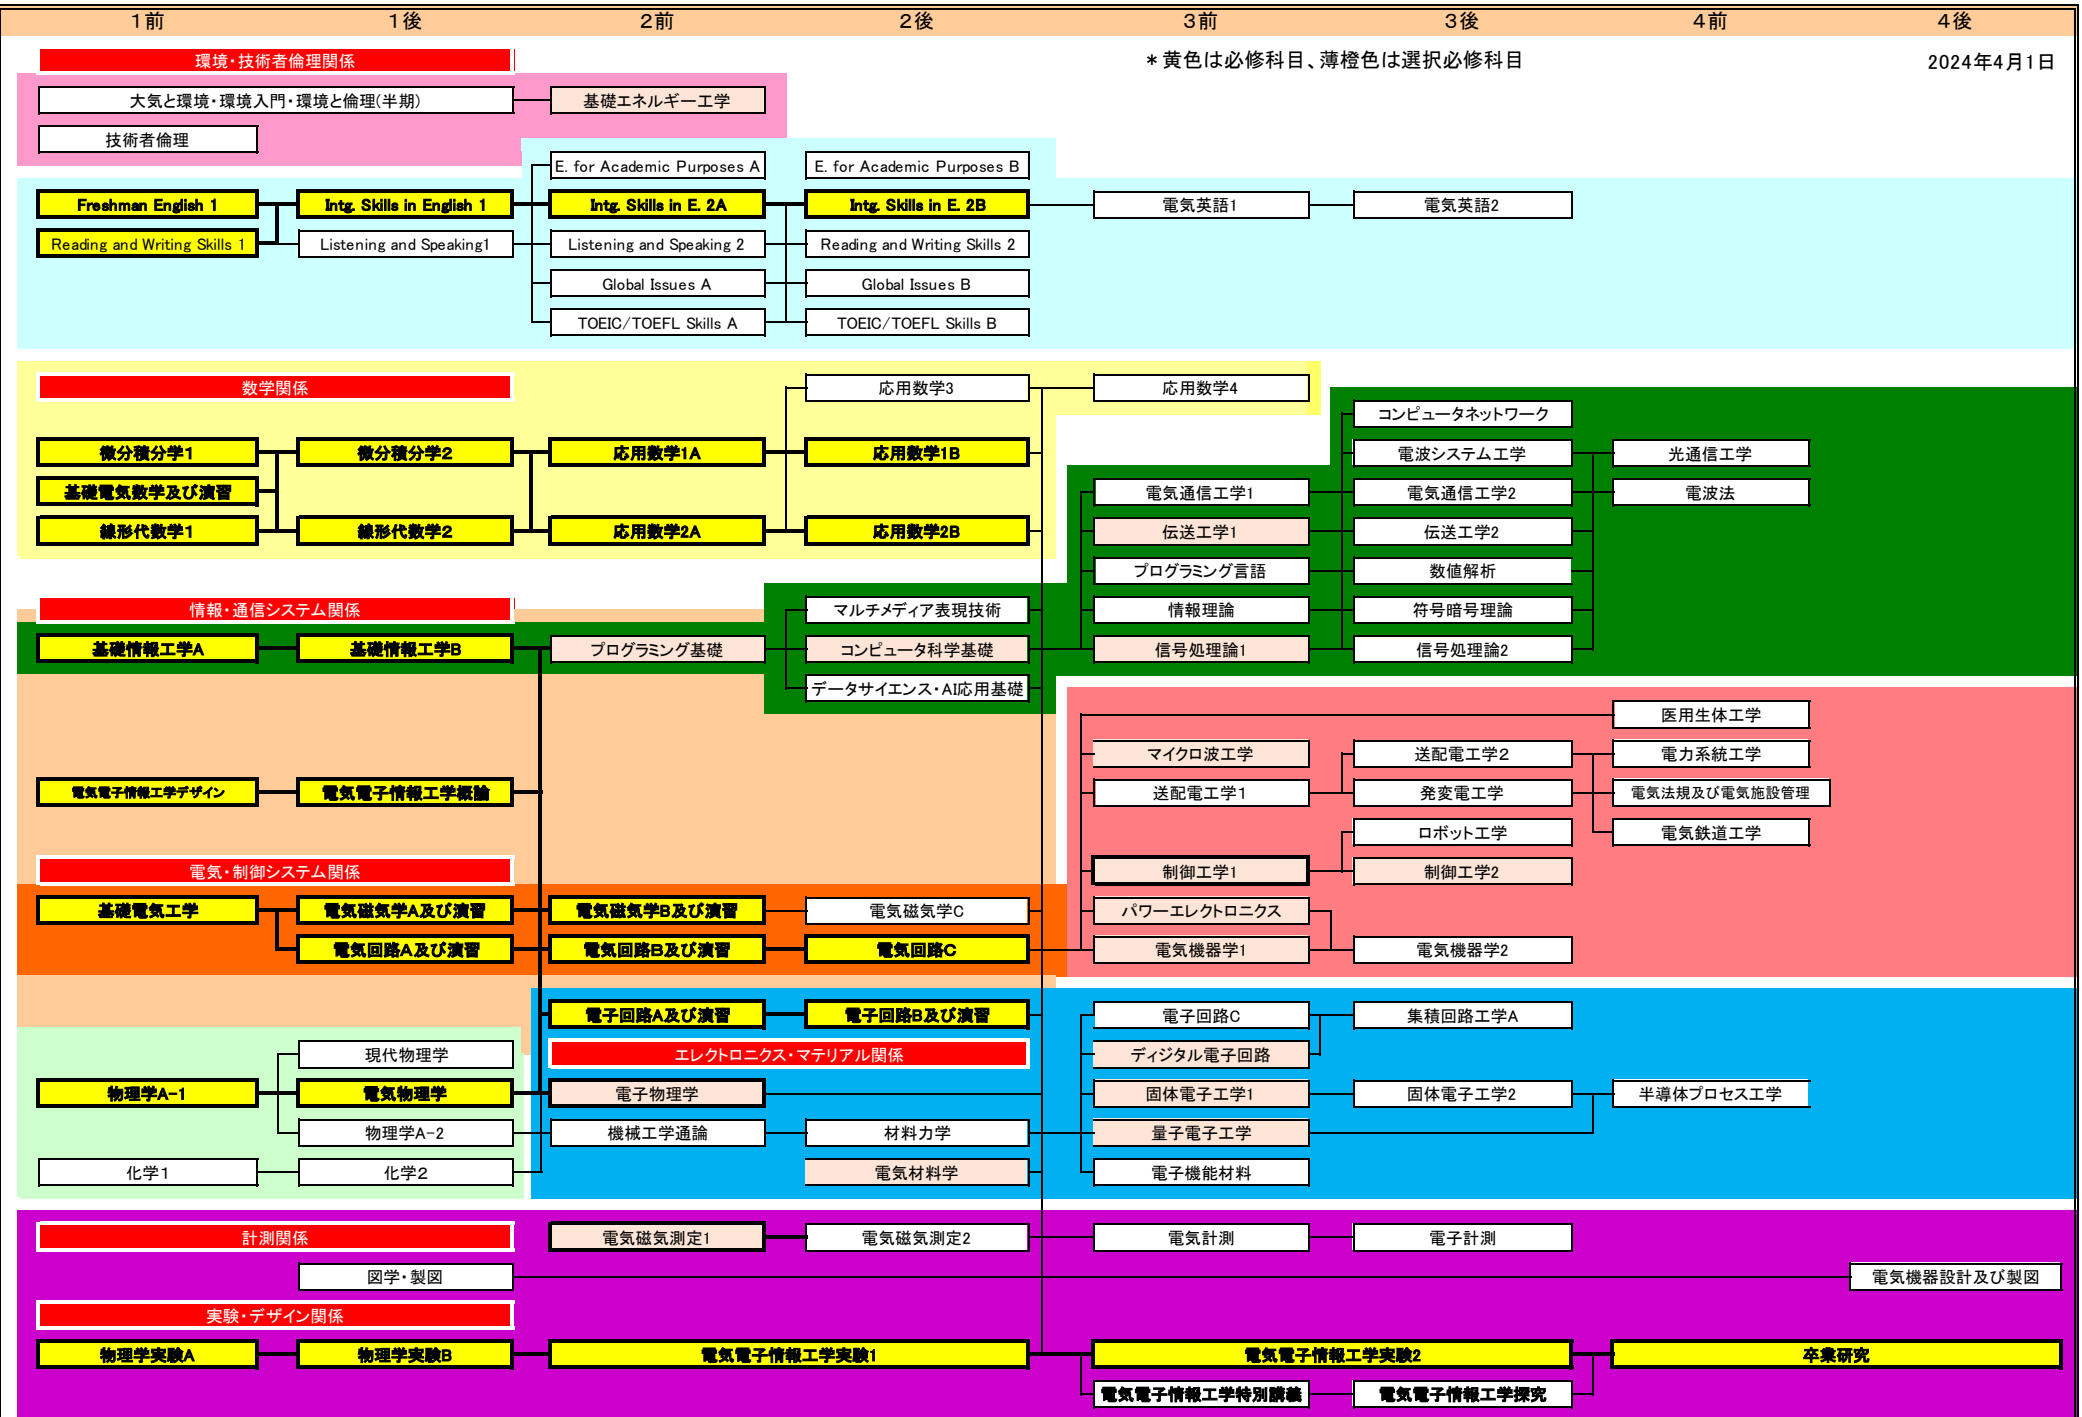 1前 1後 2前 2後 3前 3後 4前 4後
環境・技術者倫理関係 *黄色は必修科目、薄橙色は選択必修科目 2024年4月1日
大気と環境・環境入門・環境と倫理(半期) 基礎エネルギー工学
技術者倫理
E. for Academic Purposes A E. for Academic Purposes B
Freshman English 1 Intg. Skills in English 1 Intg. Skills in E. 2A Intg. Skills in E. 2B 電気英語1 電気英語2
Reading and Writing Skills 1 Listening and Speaking1 Listening and Speaking 2 Reading and Writing Skills 2
Global Issues A Global Issues B
TOEIC/TOEFL Skills A TOEIC/TOEFL Skills B
数学関係 応用数学3 応用数学4
コンピュータネットワーク
微分積分学1 微分積分学2 応用数学1A 応用数学1B 電波システム工学 光通信工学
基礎電気数学及び演習 電気通信工学1 電気通信工学2 電波法
線形代数学1 線形代数学2 応用数学2A 応用数学2B 伝送工学1 伝送工学2
プログラミング言語 数値解析
情報・通信システム関係 マルチメディア表現技術 情報理論 符号暗号理論
基礎情報工学A 基礎情報工学B プログラミング基礎 コンピュータ科学基礎 信号処理論1 信号処理論2
データサイエンス・AI応用基礎
医用生体工学
マイクロ波工学 送配電工学2 電力系統工学
電気電子情報工学デザイン 電気電子情報工学概論 送配電工学1 発変電工学 電気法規及び電気施設管理
ロボット工学 電気鉄道工学
電気・制御システム関係 制御工学1 制御工学2
基礎電気工学 電気磁気学A及び演習 電気磁気学B及び演習 電気磁気学C パワーエレクトロニクス
電気回路A及び演習 電気回路B及び演習 電気回路C 電気機器学1 電気機器学2
電子回路A及び演習 電子回路B及び演習 電子回路C 集積回路工学A
現代物理学 エレクトロニクス・マテリアル関係 ディジタル電子回路
物理学A-1 電気物理学 電子物理学 固体電子工学1 固体電子工学2 半導体プロセス工学
物理学A-2 機械工学通論 材料力学 量子電子工学
化学1 化学2 電気材料学 電子機能材料
計測関係 電気磁気測定1 電気磁気測定2 電気計測 電子計測
図学・製図 電気機器設計及び製図
実験・デザイン関係
物理学実験A 物理学実験B 電気電子情報工学実験1 電気電子情報工学実験2 卒業研究
電気電子情報工学特別講義 電気電子情報工学探究